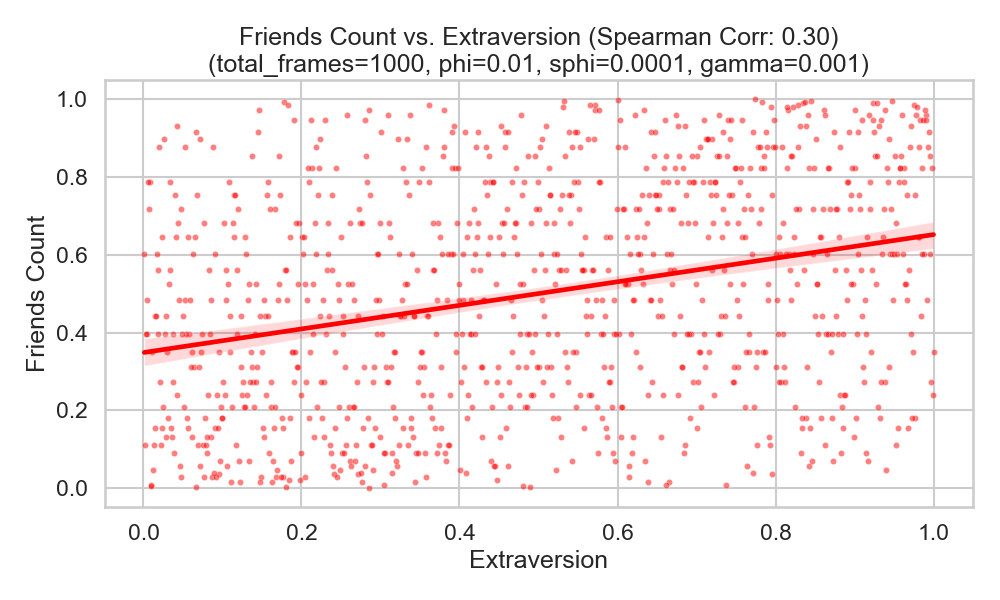 Friends Count vs. Extraversion (Spearman Corr: 0.30)
(total_frames=1000, phi=0.01, sphi=0.0001, gamma=0.001)
1.0
0.8
0.6
0.4
0.2
0.0
Friends Count
0.0 0.2 0.4 0.6 0.8 1.0
Extraversion